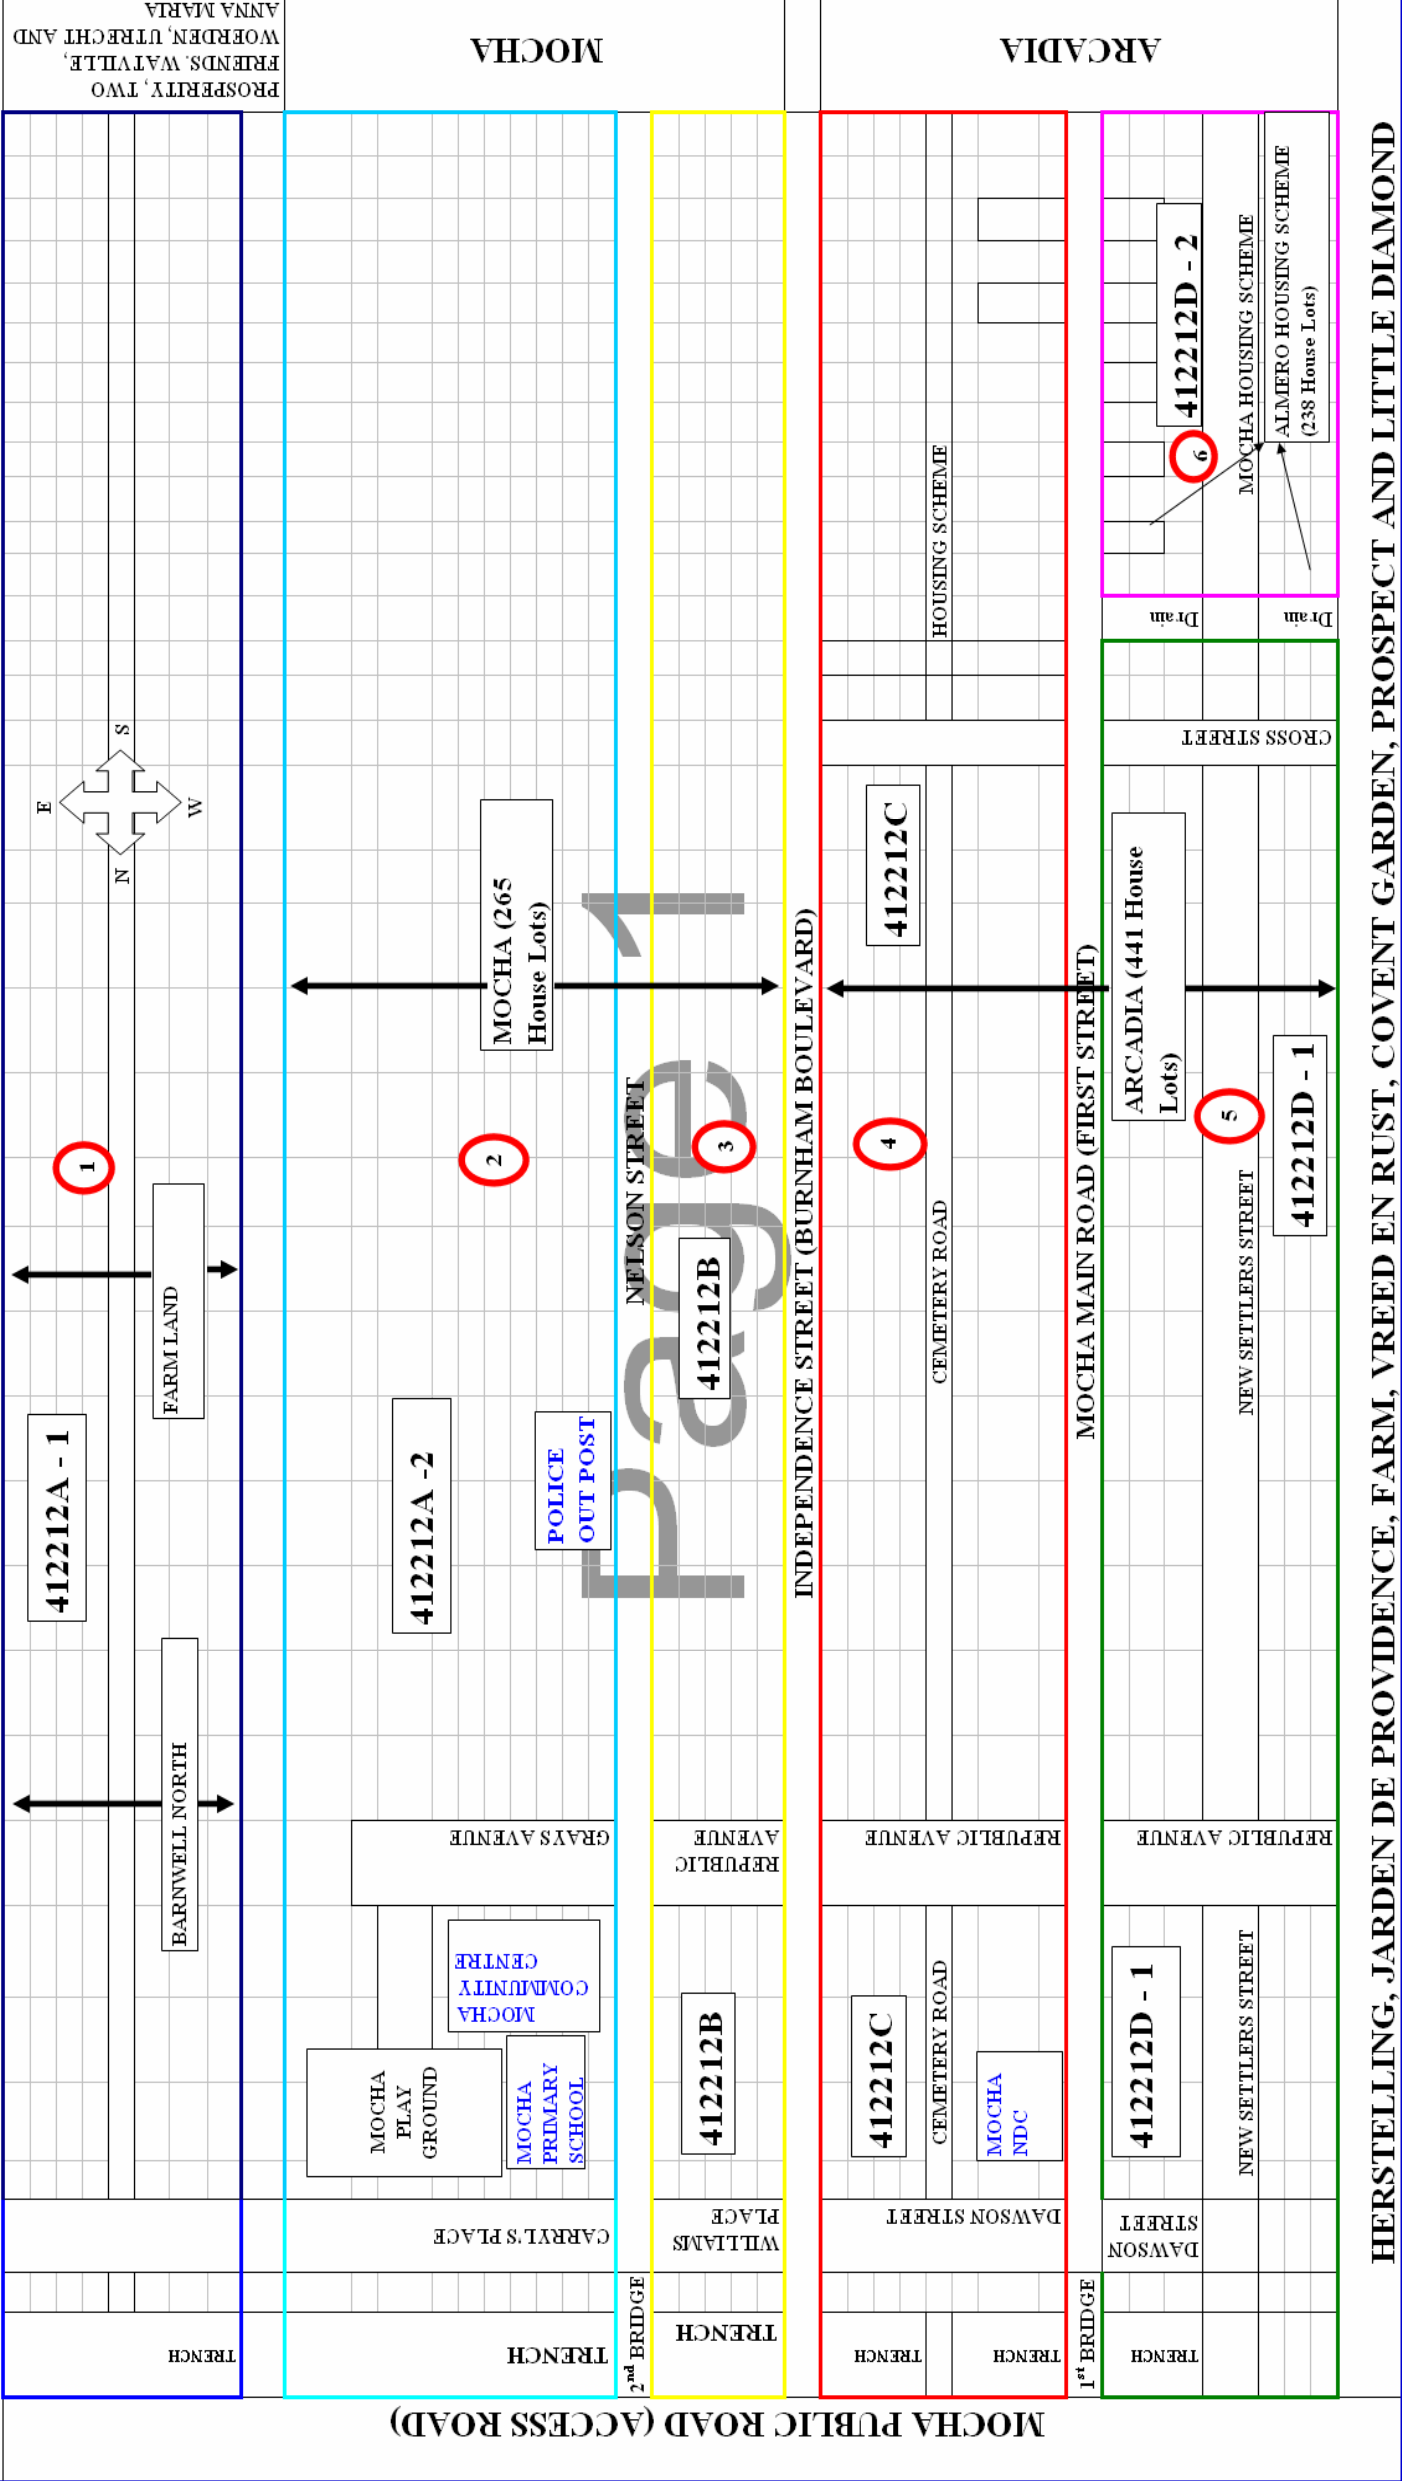 PROSPERITY, TWO
FRIENDS. WATVILLE,
WOERDEN, UTRECHT AND
ANNA MARIA
MOCHA
ARCADIA
412212A - 1
FARM LAND
BARNWELL NORTH
1
N
S
E
W
TRENCH
MOCHA (265
House Lots)
2
412212A -2
POLICE
OUT POST
GRAYS AVENUE
MOCHA
COMMUNITY
CENTRE
MOCHA
PLAY
GROUND
MOCHA
PRIMARY
SCHOOL
CARRYL'S PLACE
TRENCH
NELSON STREET
2nd BRIDGE
Page 1
3
412212B
REPUBLIC
AVENUE
412212B
WILLIAMS
PLACE
TRENCH
INDEPENDENCE STREET (BURNHAM BOULEVARD)
HOUSING SCHEME
412212C
4
CEMETERY ROAD
REPUBLIC AVENUE
412212C
CEMETERY ROAD
MOCHA
NDC
DAWSON STREET
TRENCH
TRENCH
MOCHA MAIN ROAD (FIRST STREET)
1st BRIDGE
412212D - 2
6
MOCHA HOUSING SCHEME
ALMERO HOUSING SCHEME
(238 House Lots)
Drain
Drain
CROSS STREET
ARCADIA (441 House
Lots)
5
412212D - 1
NEW SETTLERS STREET
REPUBLIC AVENUE
412212D - 1
NEW SETTLERS STREET
DAWSON
STREET
TRENCH
MOCHA PUBLIC ROAD (ACCESS ROAD)
HERSTELLING, JARDEN DE PROVIDENCE, FARM, VREED EN RUST, COVENT GARDEN, PROSPECT AND LITTLE DIAMOND